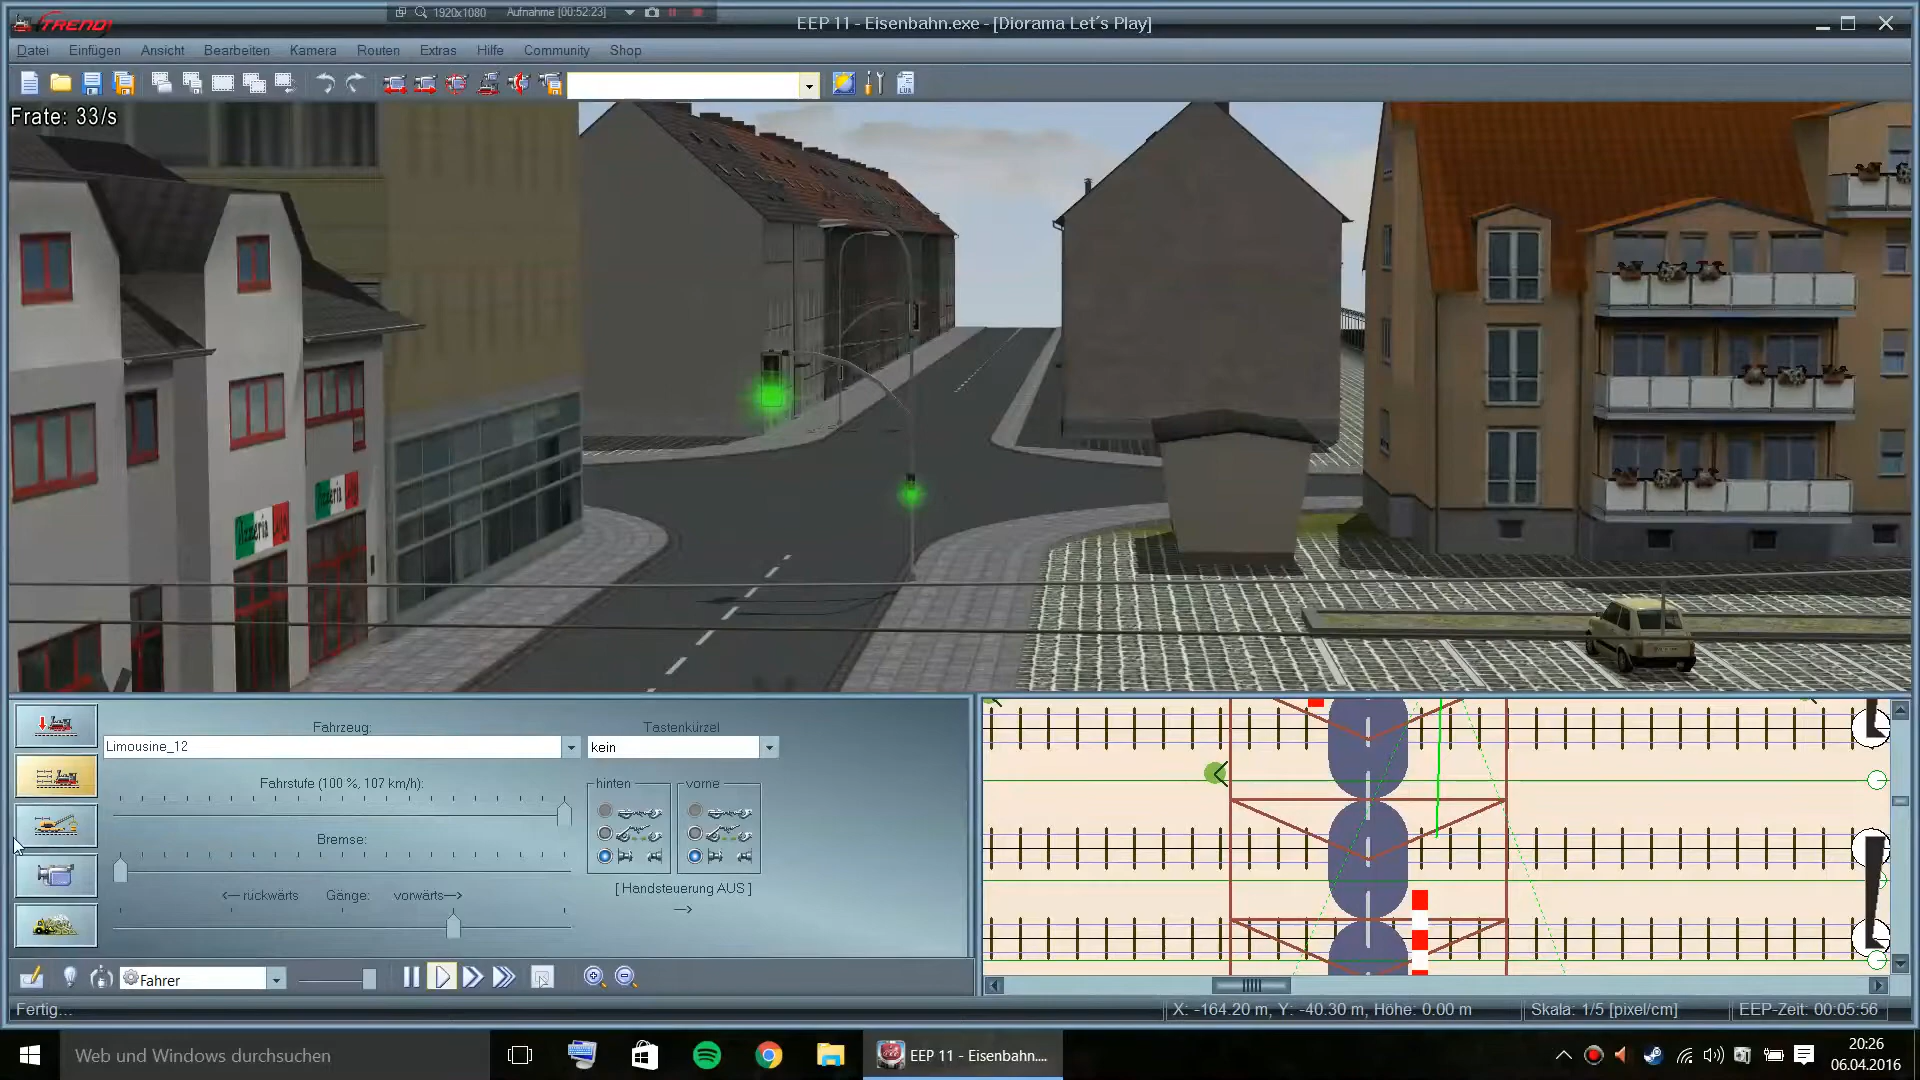 1920x1080 Aufnahme [00:52:23]
TREND
EEP 11 - Eisenbahn.exe - [Diorama Let´s Play]
Datei Einfügen Ansicht Bearbeiten Kamera Routen Extras Hilfe Community Shop
Frate: 33/s
Pizzeria
Pizzeria
Fahrzeug:
Tastenkürzel
Limousine_12
kein
Fahrstufe (100 %, 107 km/h):
hinten
vorne
Bremse:
[ Handsteuerung AUS ]
<— rückwärts Gänge: vorwärts—>
—>
Fahrer
Fertig...
X: -164.20 m, Y: -40.30 m, Höhe: 0.00 m
Skala: 1/5 [pixel/cm]
EEP-Zeit: 00:05:56
Web und Windows durchsuchen
EEP 11 - Eisenbahn....
20:26
06.04.2016